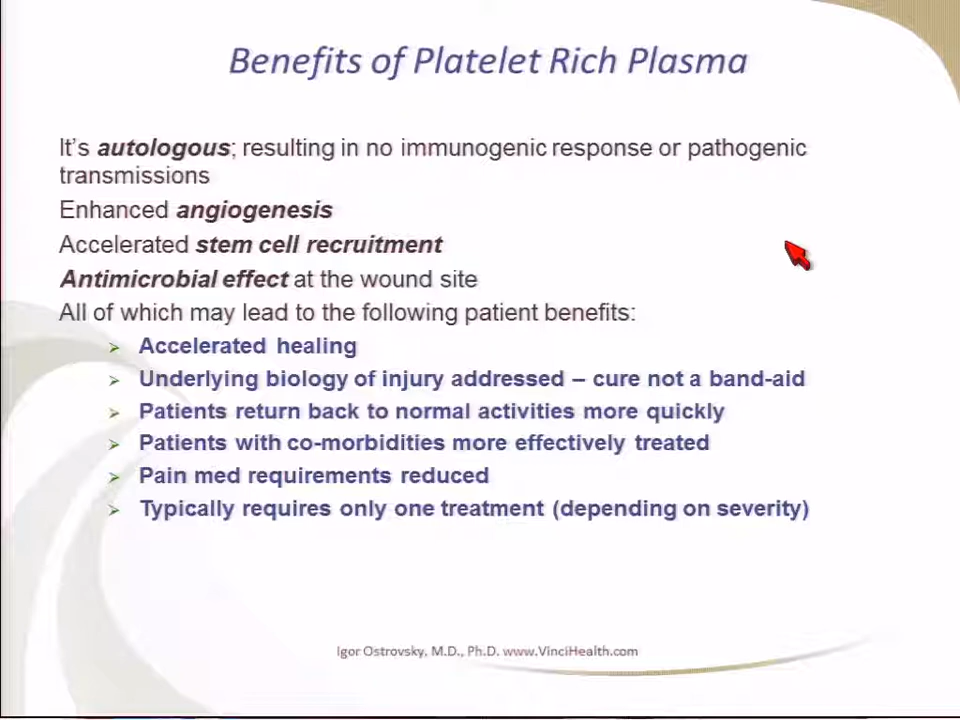 Benefits of Platelet Rich Plasma
It's autologous; resulting in no immunogenic response or pathogenic
transmissions
Enhanced angiogenesis
Accelerated stem cell recruitment
Antimicrobial effect at the wound site
All of which may lead to the following patient benefits:
Accelerated healing
Underlying biology of injury addressed – cure not a band-aid
Patients return back to normal activities more quickly
Patients with co-morbidities more effectively treated
Pain med requirements reduced
Typically requires only one treatment (depending on severity)
Igor Ostrovsky, M.D., Ph.D. www.VinciHealth.com